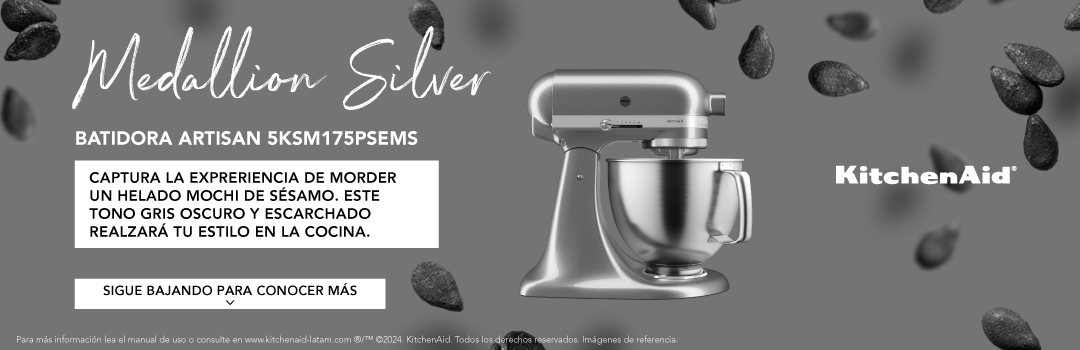 Medallion Silver
BATIDORA ARTISAN 5KSM175PSEMS
CAPTURA LA EXPRERIENCIA DE MORDER
UN HELADO MOCHI DE SÉSAMO. ESTE
TONO GRIS OSCURO Y ESCARCHADO
REALZARÁ TU ESTILO EN LA COCINA.
SIGUE BAJANDO PARA CONOCER MÁS
ARTISAN
KitchenAid®
Para más información lea el manual de uso o consulte en www.kitchenaid-latam.com ®/™ ©2024. KitchenAid. Todos los derechos reservados. Imágenes de referencia.